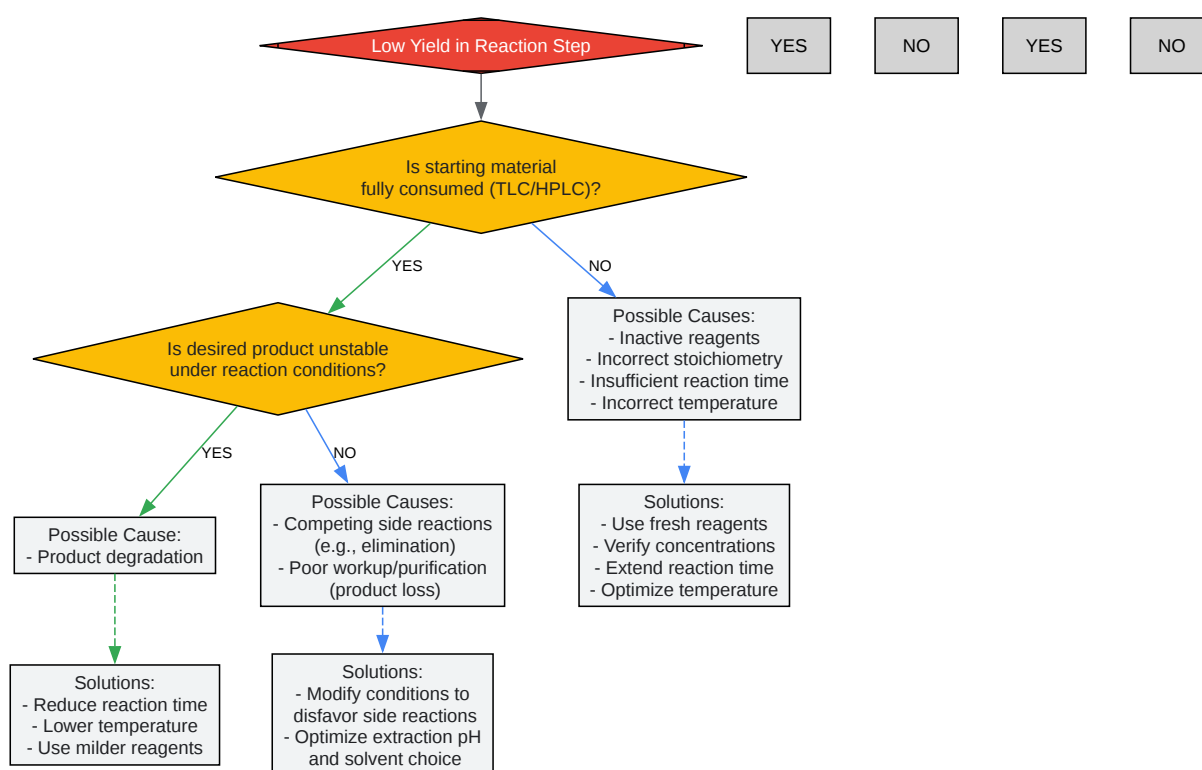 Low Yield in Reaction Step
YES
NO
YES
NO
Is starting material
fully consumed (TLC/HPLC)?
YES
NO
Is desired product unstable
under reaction conditions?
Possible Causes:
- Inactive reagents
- Incorrect stoichiometry
- Insufficient reaction time
- Incorrect temperature
YES
NO
Possible Cause:
- Product degradation
Possible Causes:
- Competing side reactions
(e.g., elimination)
- Poor workup/purification
(product loss)
Solutions:
- Use fresh reagents
- Verify concentrations
- Extend reaction time
- Optimize temperature
Solutions:
- Reduce reaction time
- Lower temperature
- Use milder reagents
Solutions:
- Modify conditions to
disfavor side reactions
- Optimize extraction pH
and solvent choice